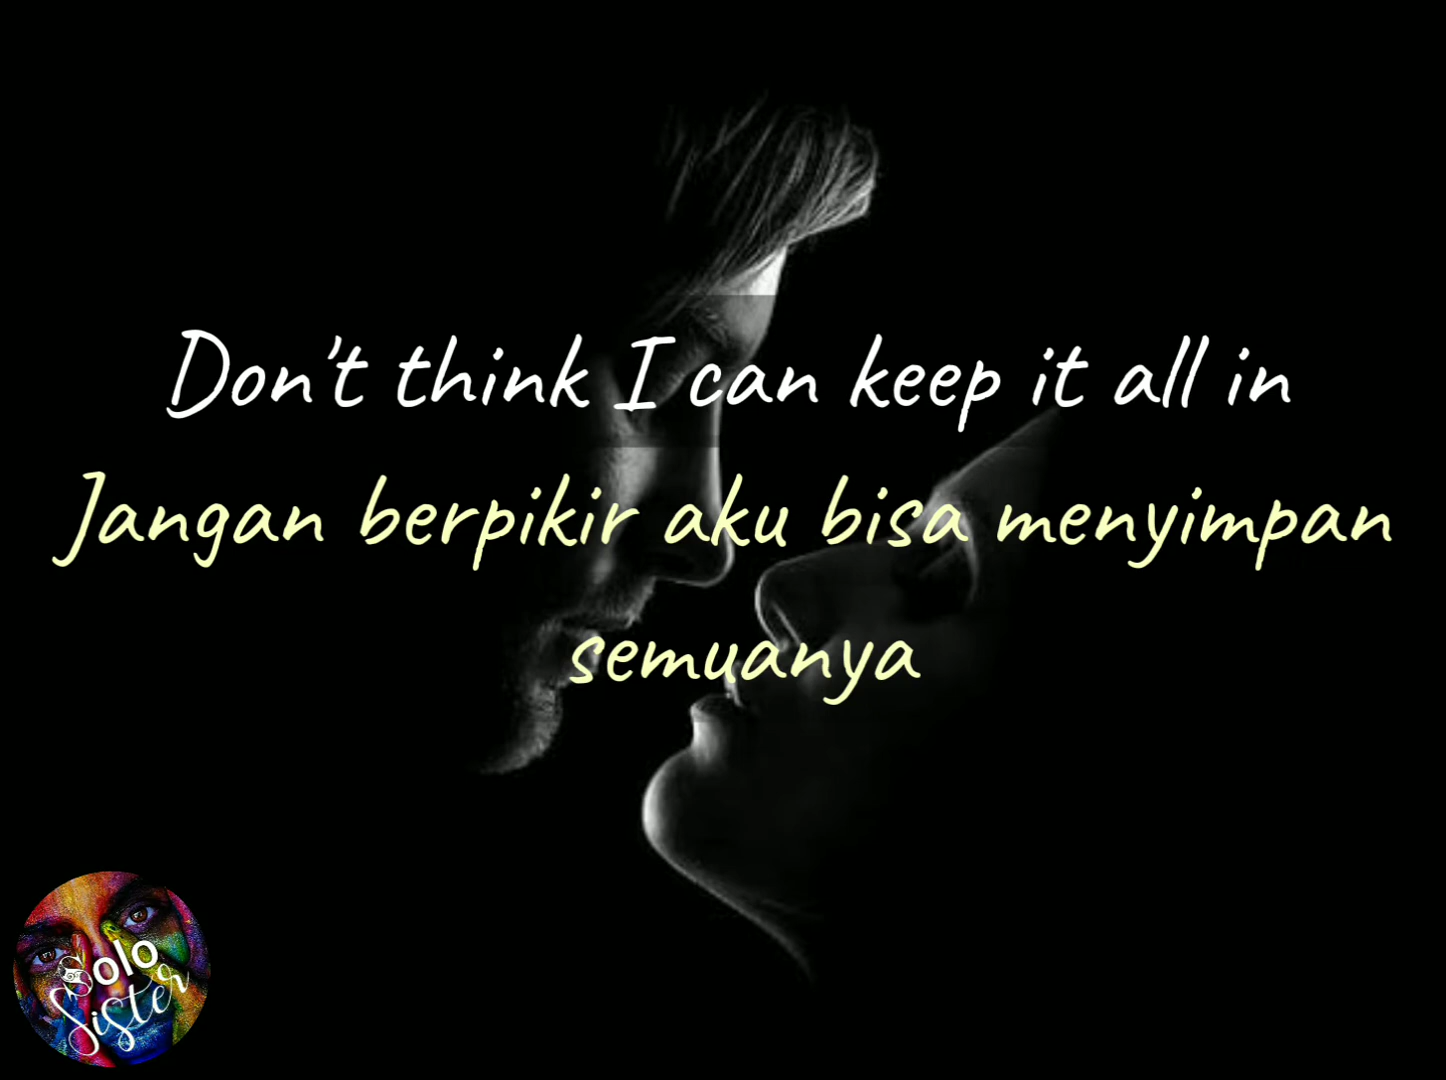 Don't think I can keep it all in
Jangan berpikir aku bisa menyimpan
semuanya
Solo
Sister